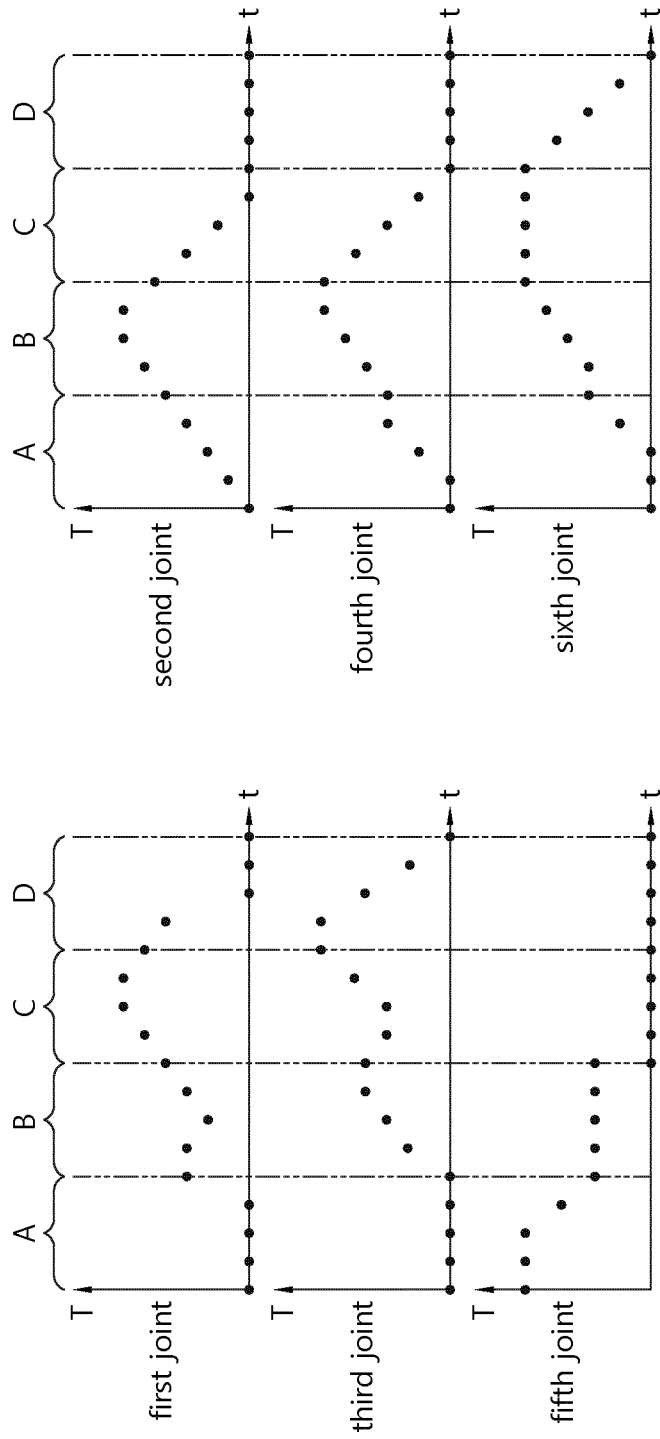 A B C D
T
first joint
t
T
third joint
t
T
fifth joint
t
A B C D
T
second joint
t
T
fourth joint
t
T
sixth joint
t